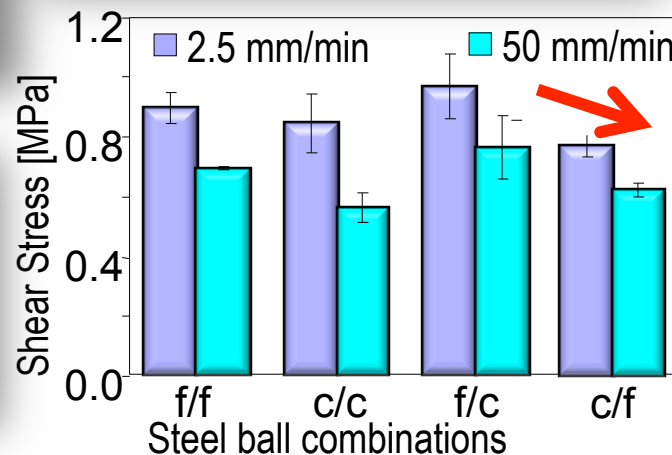 1.2
2.5 mm/min
50 mm/min
Shear Stress [MPa]
0.8
0.4
0.0
f/f
c/c
f/c
c/f
Steel ball combinations